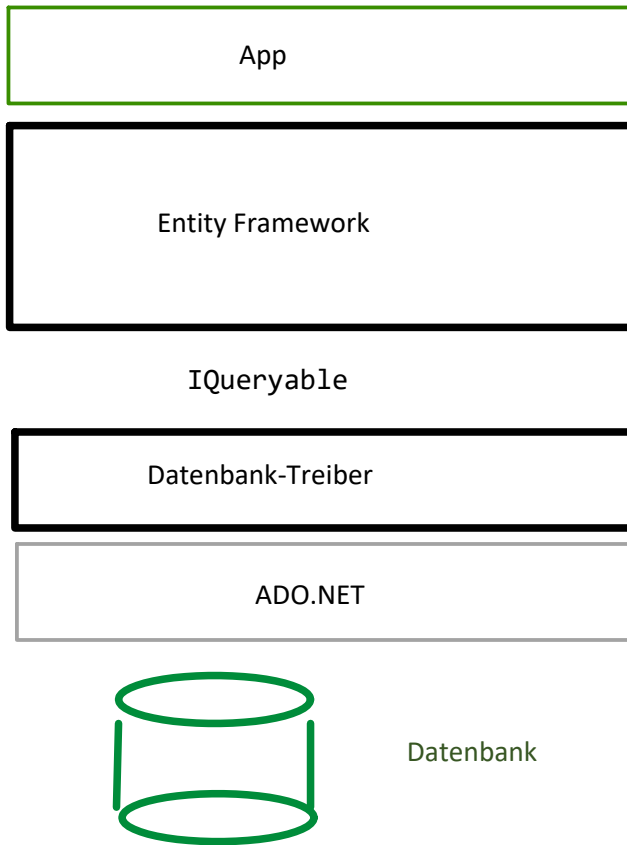 App
Entity Framework
IQueryable
Datenbank-Treiber
ADO.NET
Datenbank